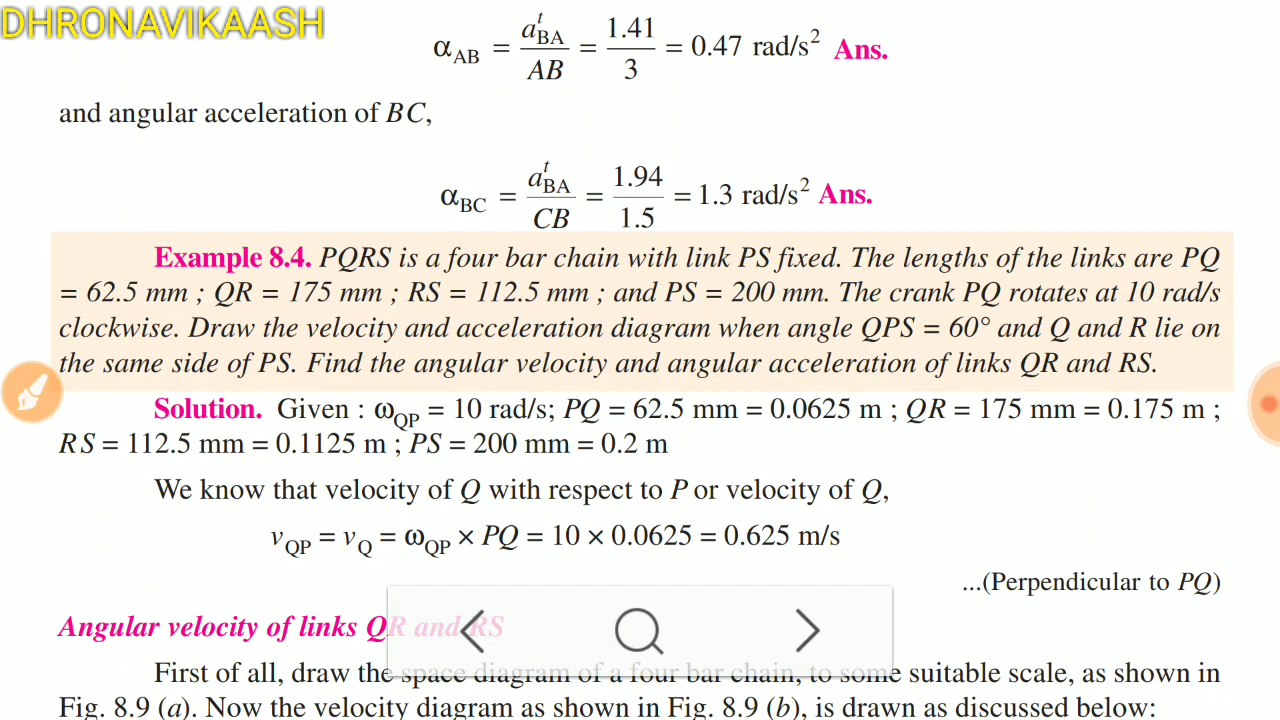 DHRONAVIKAASH
α_AB = a^t_BA / AB = 1.41 / 3 = 0.47 rad/s² Ans.
and angular acceleration of BC,
α_BC = a^t_BA / CB = 1.94 / 1.5 = 1.3 rad/s² Ans.
Example 8.4. PQRS is a four bar chain with link PS fixed. The lengths of the links are PQ
= 62.5 mm ; QR = 175 mm ; RS = 112.5 mm ; and PS = 200 mm. The crank PQ rotates at 10 rad/s
clockwise. Draw the velocity and acceleration diagram when angle QPS = 60° and Q and R lie on
the same side of PS. Find the angular velocity and angular acceleration of links QR and RS.
Solution. Given : ω_QP = 10 rad/s; PQ = 62.5 mm = 0.0625 m ; QR = 175 mm = 0.175 m ;
RS = 112.5 mm = 0.1125 m ; PS = 200 mm = 0.2 m
We know that velocity of Q with respect to P or velocity of Q,
v_QP = v_Q = ω_QP × PQ = 10 × 0.0625 = 0.625 m/s
...(Perpendicular to PQ)
Angular velocity of links QR and RS
First of all, draw the space diagram of a four bar chain, to some suitable scale, as shown in
Fig. 8.9 (a). Now the velocity diagram as shown in Fig. 8.9 (b), is drawn as discussed below: